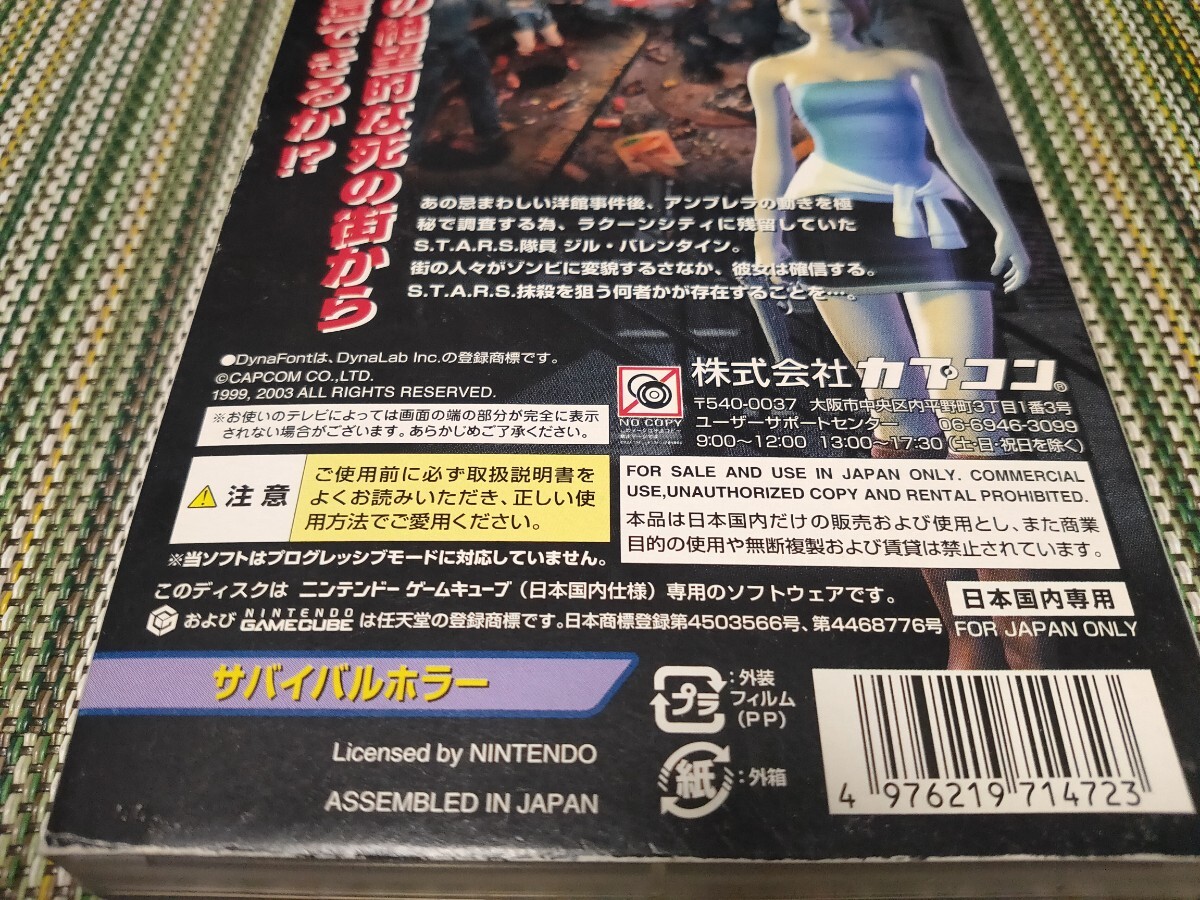 の絶望的な死の街から
できるか!?
あの忌まわしい洋館事件後、アンブレラの動きを極
秘で調査する為、ラクーンシティに残留していた
S.T.A.R.S.隊員 ジル・バレンタイン。
街の人々がゾンビに変貌するさなか、彼女は確信する。
S.T.A.R.S.抹殺を狙う何者かが存在することを…。
●DynaFontは、DynaLab Inc.の登録商標です。
©CAPCOM CO.,LTD.
1999, 2003 ALL RIGHTS RESERVED.
※お使いのテレビによっては画面の端の部分が完全に表示
されない場合がございます。あらかじめご了承ください。
NO COPY
株式会社 カプコン®
〒540-0037 大阪市中央区内平野町3丁目1番3号
ユーザーサポートセンター 06-6946-3099
9:00~12:00 13:00~17:30 (土・日・祝日を除く)
注意
ご使用前に必ず取扱説明書を
よくお読みいただき、正しい使
用方法でご愛用ください。
FOR SALE AND USE IN JAPAN ONLY. COMMERCIAL
USE,UNAUTHORIZED COPY AND RENTAL PROHIBITED.
本品は日本国内だけの販売および使用とし、また商業
目的の使用や無断複製および賃貸は禁止されています。
※当ソフトはプログレッシブモードに対応していません。
このディスクは ニンテンドー ゲームキューブ (日本国内仕様) 専用のソフトウェアです。
および NINTENDO GAMECUBE は任天堂の登録商標です。日本商標登録第4503566号、第4468776号
日本国内専用
FOR JAPAN ONLY
サバイバルホラー
プラ
:外装
フィルム
(PP)
紙
:外箱
Licensed by NINTENDO
ASSEMBLED IN JAPAN
4 976219 714723